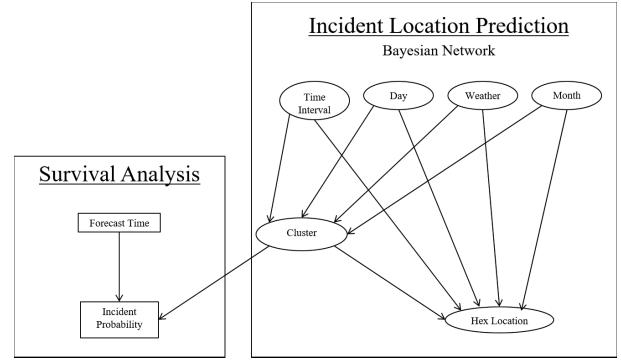 Incident Location Prediction
Bayesian Network
Time
Interval
Day
Weather
Month
Survival Analysis
Forecast Time
Cluster
Incident
Probability
Hex Location